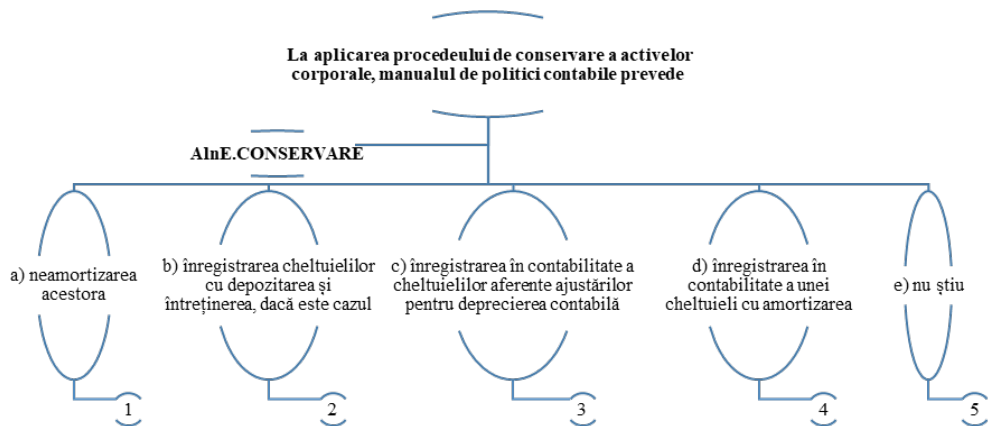 La aplicarea procedeului de conservare a activelor
corporale, manualul de politici contabile prevede
AlnE.CONSERVARE
a) neamortizarea
acestora
b) înregistrarea cheltuielilor
cu depozitarea și
întreținerea, dacă este cazul
c) înregistrarea în contabilitate a
cheltuielilor aferente ajustărilor
pentru deprecierea contabilă
d) înregistrarea în
contabilitate a unei
cheltuieli cu amortizarea
e) nu știu
1
2
3
4
5